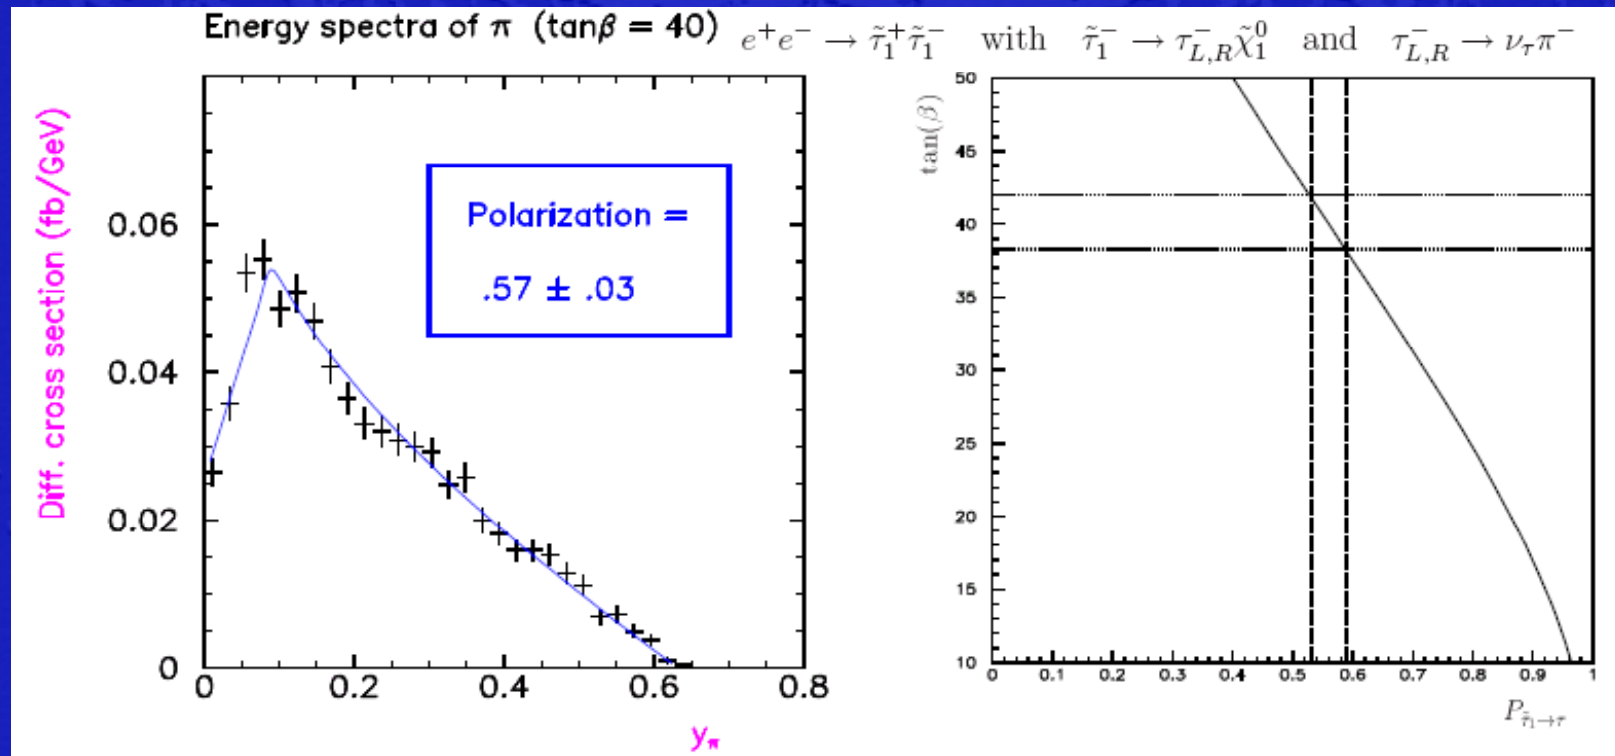 Energy spectra of π (tanβ = 40) e⁺e⁻ → τ̃₁⁺τ̃₁⁻ with τ̃₁⁻ → τ⁻_{L,R}χ̃₁⁰ and τ⁻_{L,R} → ν_τπ⁻
Diff. cross section (fb/GeV)
0.06
0.04
0.02
0
0 0.2 0.4 0.6 0.8
y_π
Polarization =
.57 ± .03
tan(β)
50
45
40
35
30
25
20
15
10
0 0.1 0.2 0.3 0.4 0.5 0.6 0.7 0.8 0.9 1
P_{τ̃₁→τ}